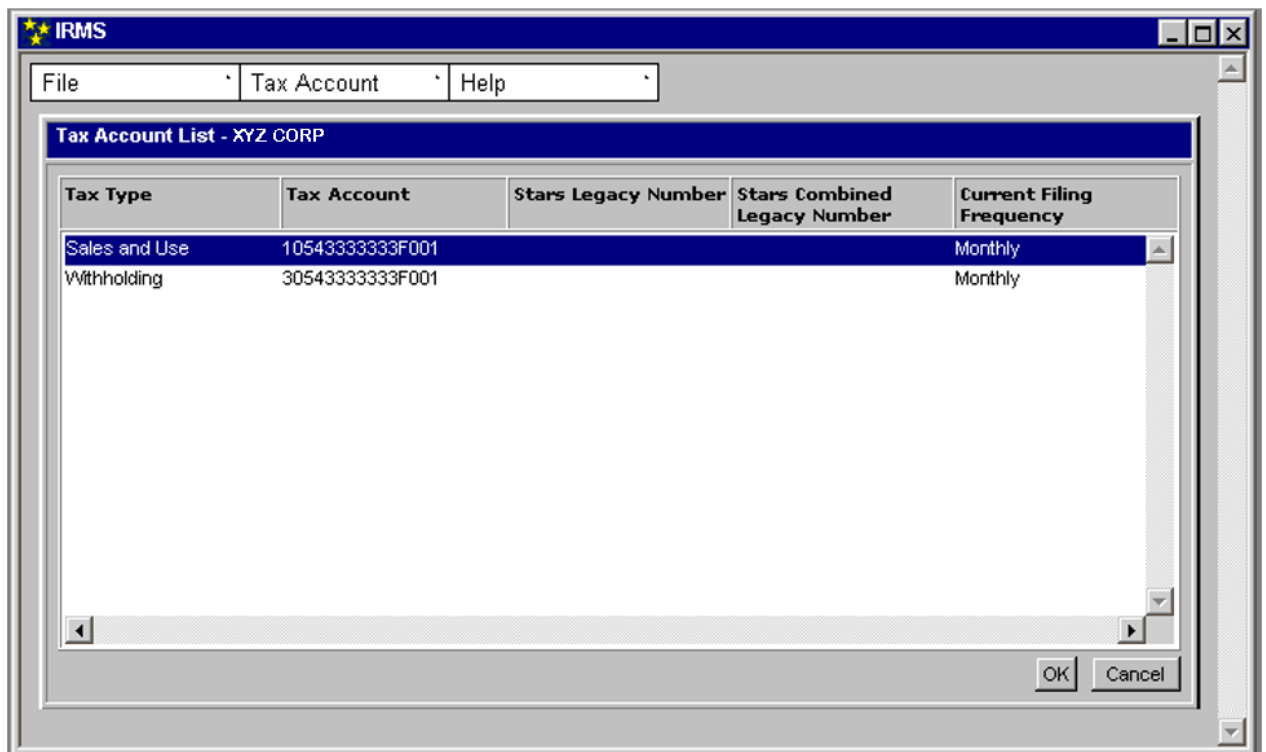 IRMS
File Tax Account Help
Tax Account List - XYZ CORP
Tax Type Tax Account Stars Legacy Number Stars Combined Legacy Number Current Filing Frequency
Sales and Use 10543333333F001 Monthly
Withholding 30543333333F001 Monthly
OK Cancel